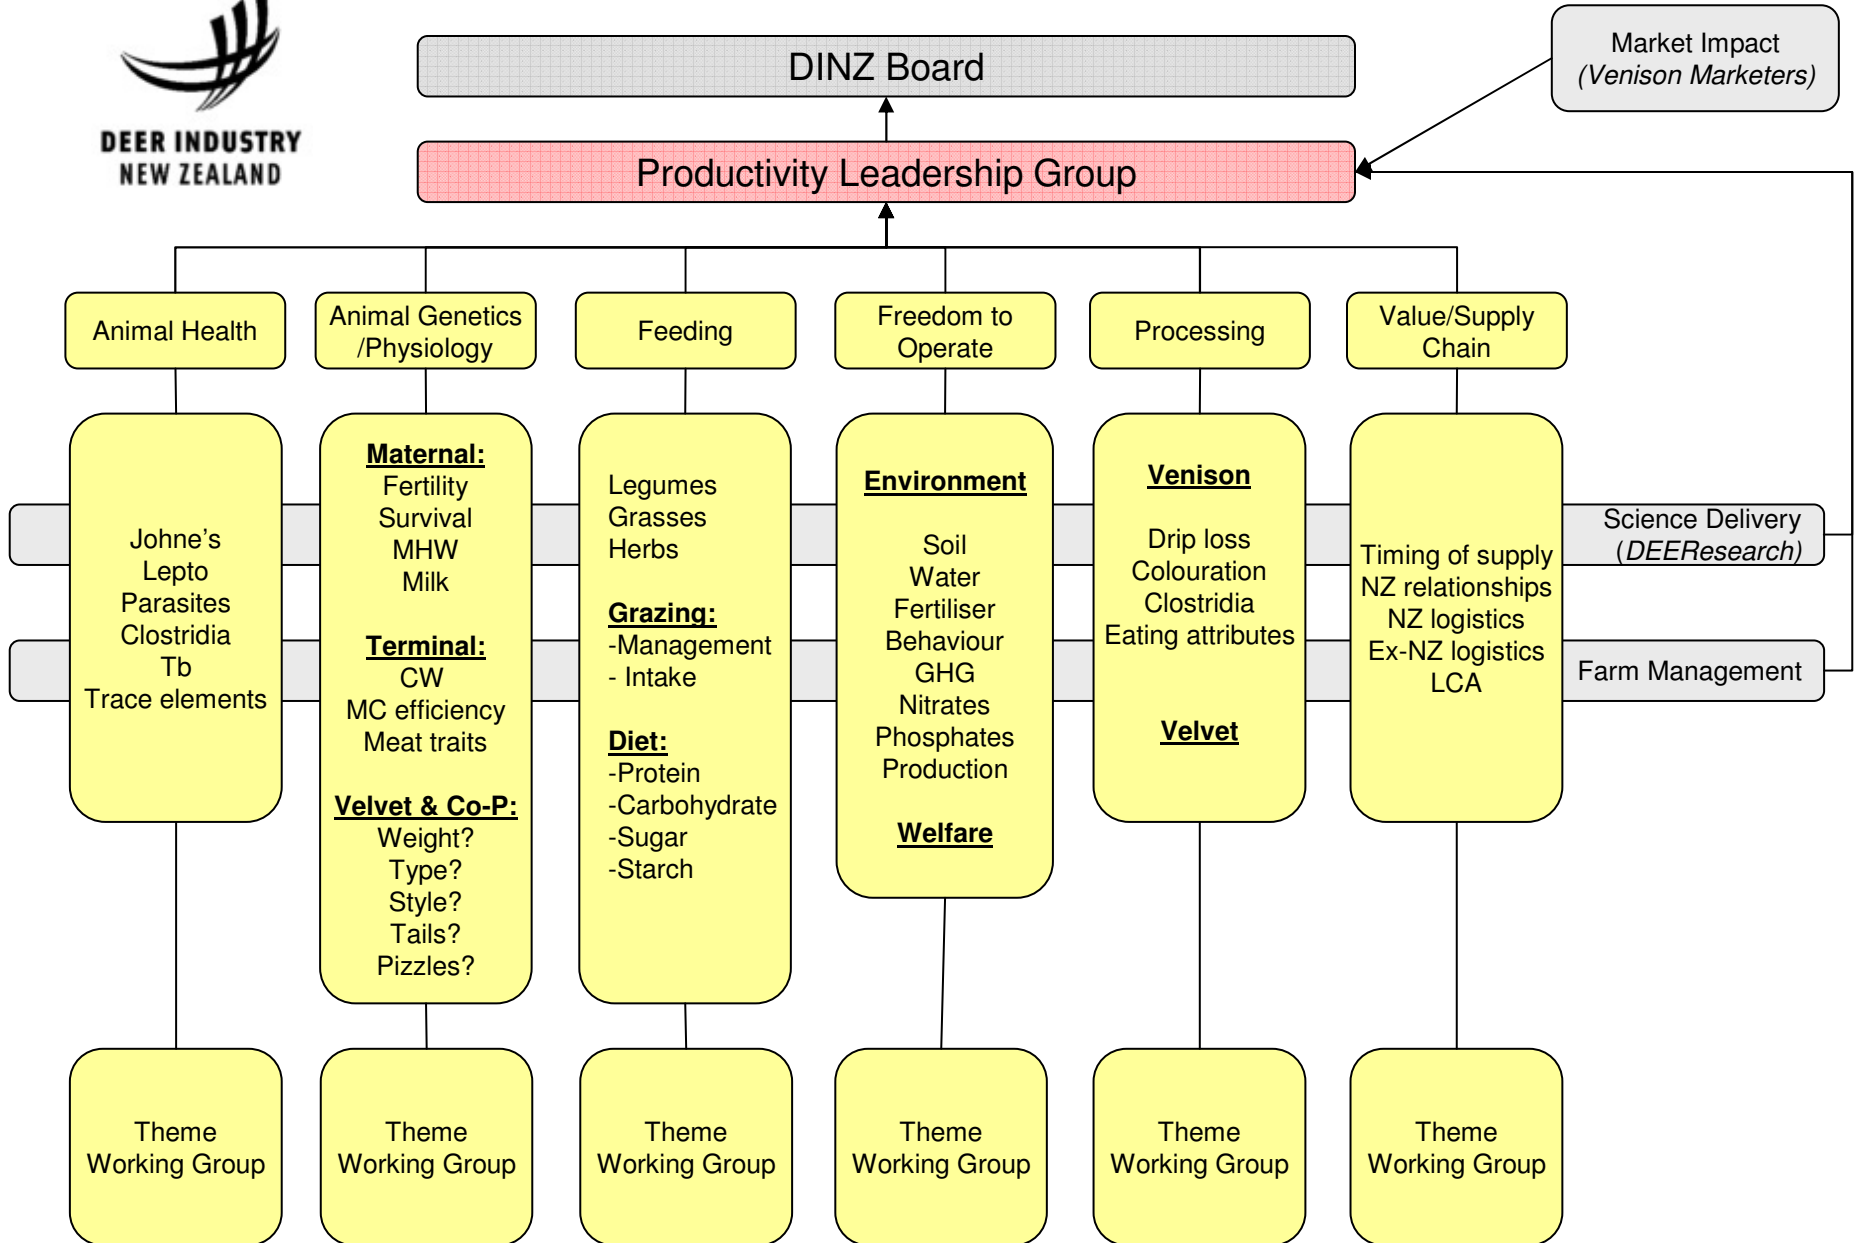 DEER INDUSTRY
NEW ZEALAND
DINZ Board
Market Impact
(Venison Marketers)
Productivity Leadership Group
Animal Health
Animal Genetics
/Physiology
Feeding
Freedom to
Operate
Processing
Value/Supply
Chain
Johne's
Lepto
Parasites
Clostridia
Tb
Trace elements
Maternal:
Fertility
Survival
MHW
Milk
Terminal:
CW
MC efficiency
Meat traits
Velvet & Co-P:
Weight?
Type?
Style?
Tails?
Pizzles?
Legumes
Grasses
Herbs
Grazing:
-Management
- Intake
Diet:
-Protein
-Carbohydrate
-Sugar
-Starch
Environment
Soil
Water
Fertiliser
Behaviour
GHG
Nitrates
Phosphates
Production
Welfare
Venison
Drip loss
Colouration
Clostridia
Eating attributes
Velvet
Timing of supply
NZ relationships
NZ logistics
Ex-NZ logistics
LCA
Science Delivery
(DEEResearch)
Farm Management
Theme
Working Group
Theme
Working Group
Theme
Working Group
Theme
Working Group
Theme
Working Group
Theme
Working Group